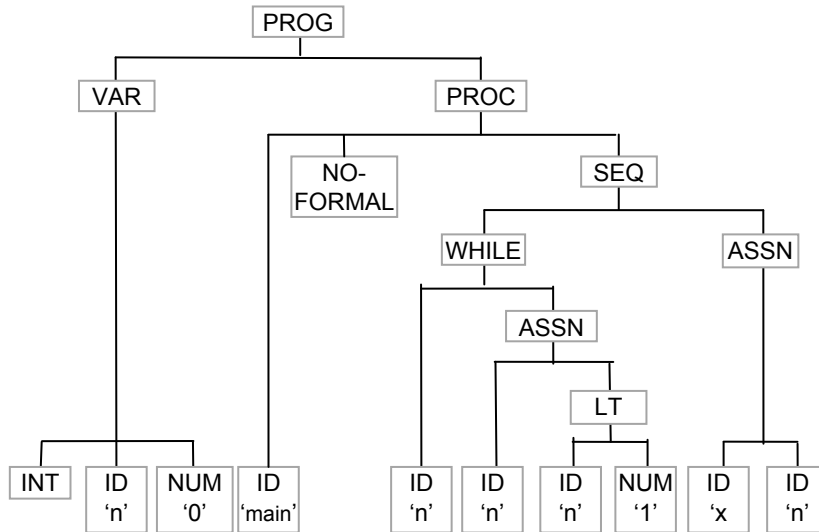 PROG
VAR
PROC
NO-
FORMAL
SEQ
WHILE
ASSN
ASSN
LT
INT
ID
‘n’
NUM
‘0’
ID
‘main’
ID
‘n’
ID
‘n’
ID
‘n’
NUM
‘1’
ID
‘x
ID
‘n’